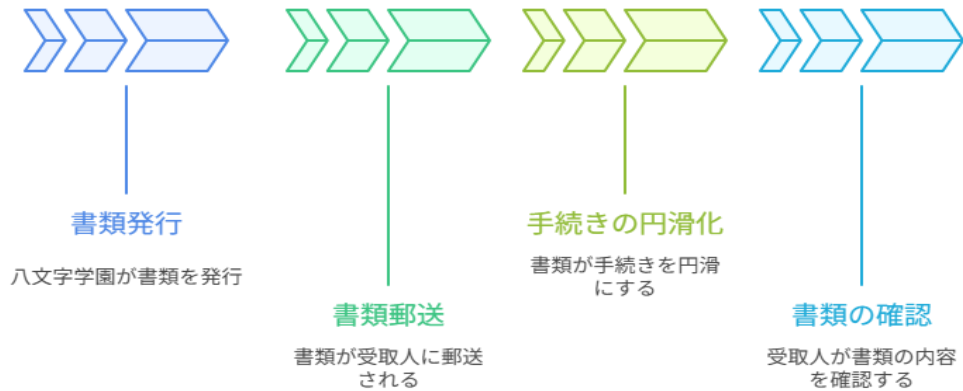 書類発行
八文字学園が書類を発行
書類郵送
書類が受取人に郵送
される
手続きの円滑化
書類が手続きを円滑
にする
書類の確認
受取人が書類の内容
を確認する